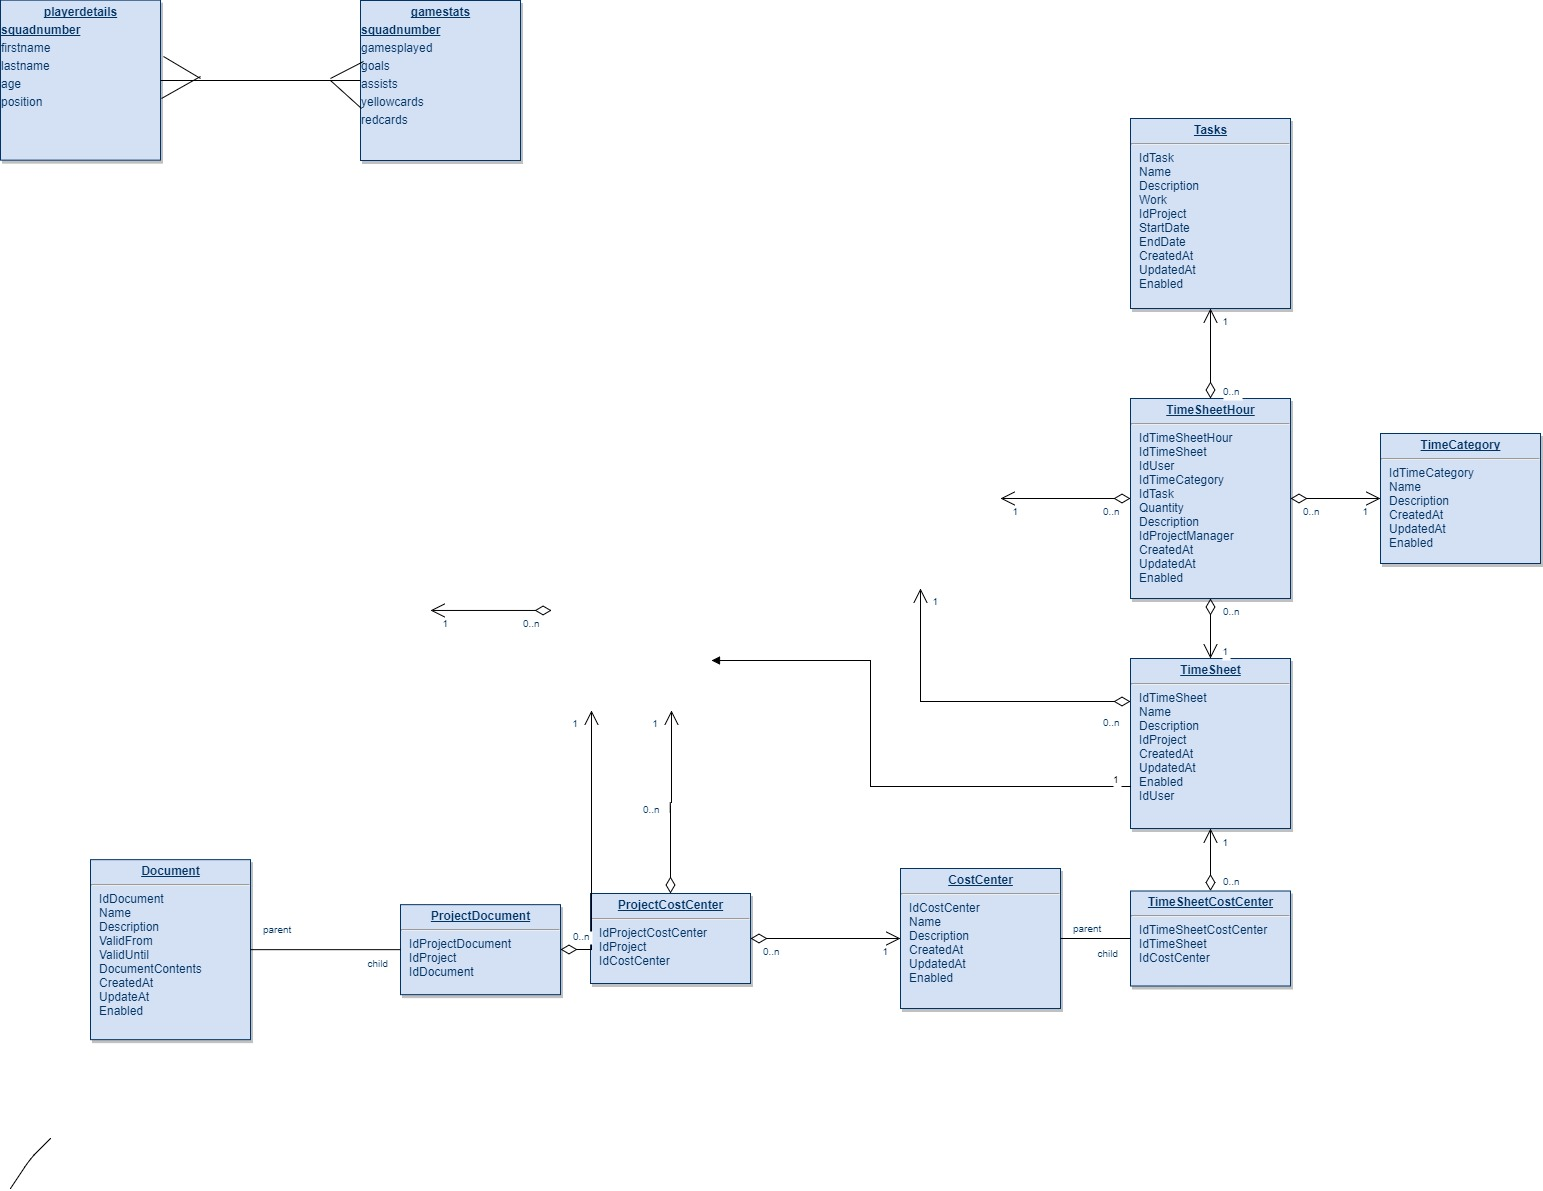 playerdetails
squadnumber
firstname
lastname
age
position
gamestats
squadnumber
gamesplayed
goals
assists
yellowcards
redcards
Tasks
IdTask
Name
Description
Work
IdProject
StartDate
EndDate
CreatedAt
UpdatedAt
Enabled
1
0..n
TimeSheetHour
IdTimeSheetHour
IdTimeSheet
IdUser
IdTimeCategory
IdTask
Quantity
Description
IdProjectManager
CreatedAt
UpdatedAt
Enabled
1
0..n
0..n
1
TimeCategory
IdTimeCategory
Name
Description
CreatedAt
UpdatedAt
Enabled
0..n
1
1
0..n
1
0..n
1
TimeSheet
IdTimeSheet
Name
Description
IdProject
CreatedAt
UpdatedAt
Enabled
IdUser
1
1
0..n
1
0..n
Document
IdDocument
Name
Description
ValidFrom
ValidUntil
DocumentContents
CreatedAt
UpdateAt
Enabled
parent
child
ProjectDocument
IdProjectDocument
IdProject
IdDocument
0..n
ProjectCostCenter
IdProjectCostCenter
IdProject
IdCostCenter
0..n
1
CostCenter
IdCostCenter
Name
Description
CreatedAt
UpdatedAt
Enabled
parent
child
TimeSheetCostCenter
IdTimeSheetCostCenter
IdTimeSheet
IdCostCenter